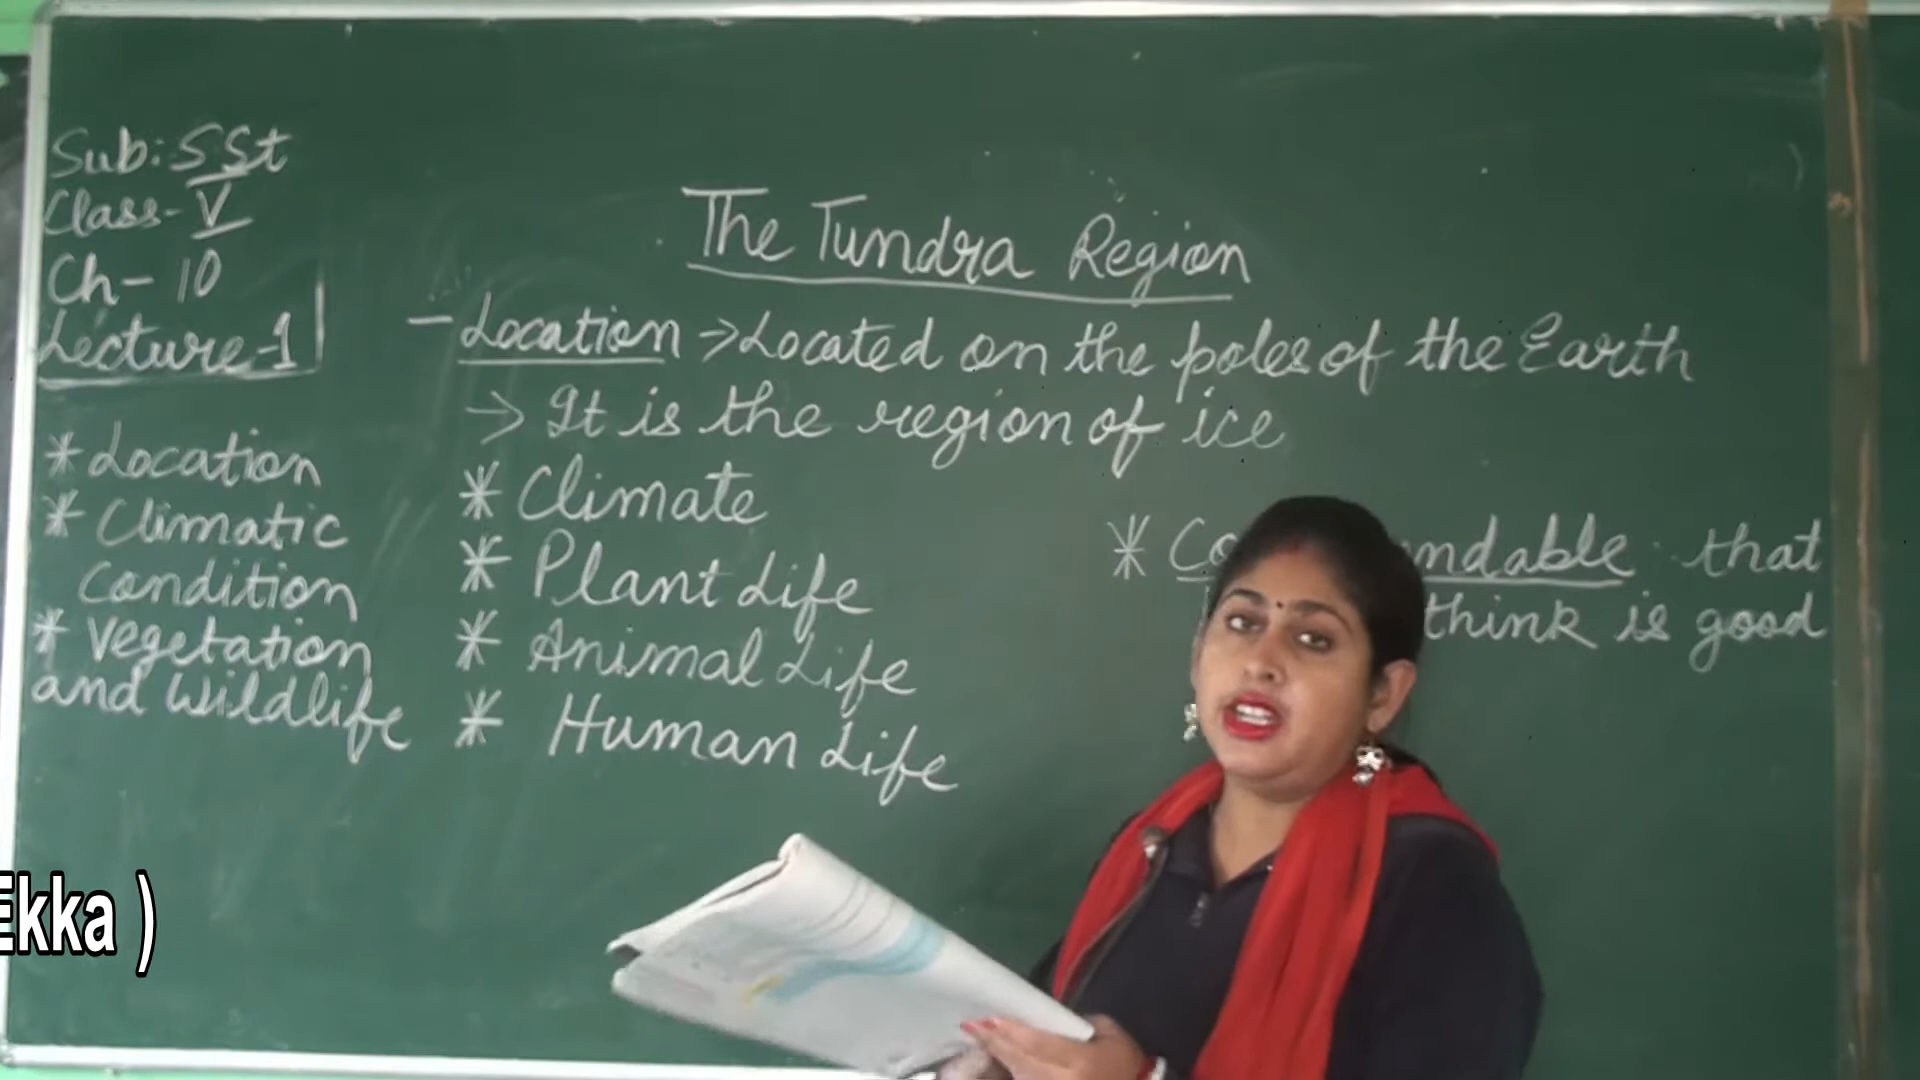 Sub: SSt
Class- V
Ch- 10
Lecture-1
* Location
* Climatic
condition
* Vegetation
and Wildlife
The Tundra Region
- Location → Located on the poles of the Earth
→ It is the region of ice
* Climate
* Plant Life
* Animal Life
* Human Life
* that
think is good
Ekka )